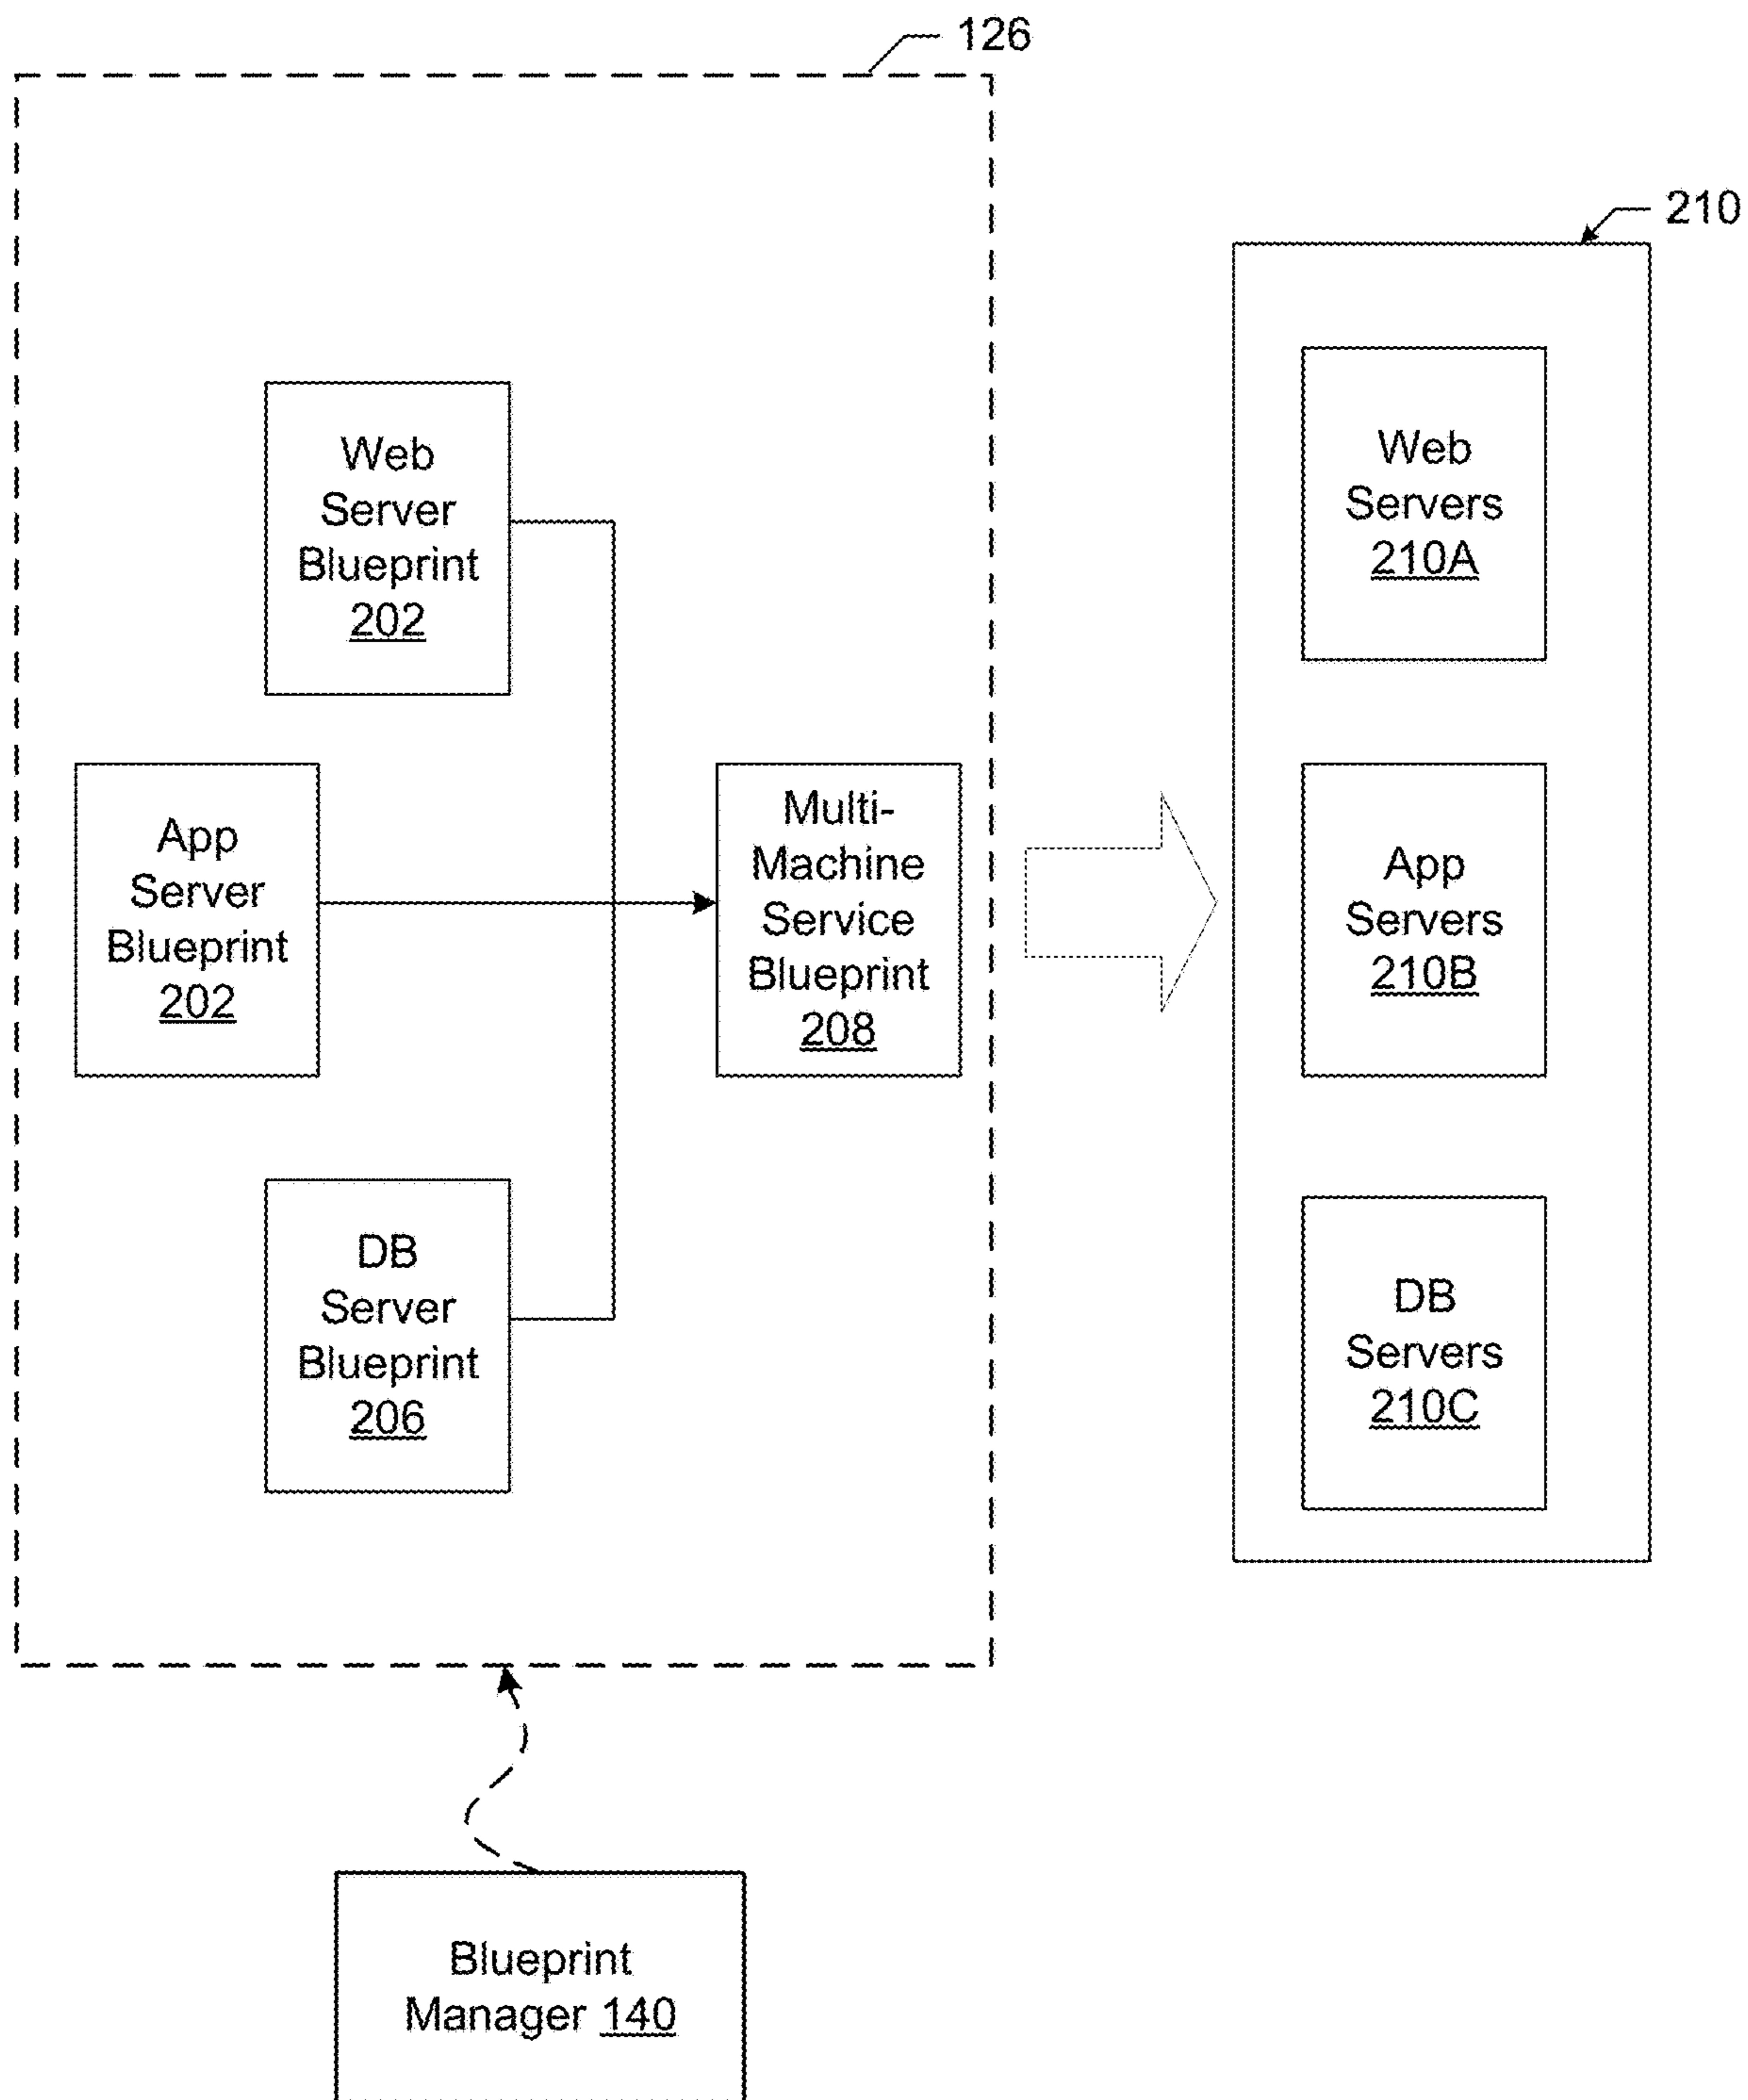 126
210
Web
Server
Blueprint
202
App
Server
Blueprint
202
DB
Server
Blueprint
206
Multi-
Machine
Service
Blueprint
208
Web
Servers
210A
App
Servers
210B
DB
Servers
210C
Blueprint
Manager 140